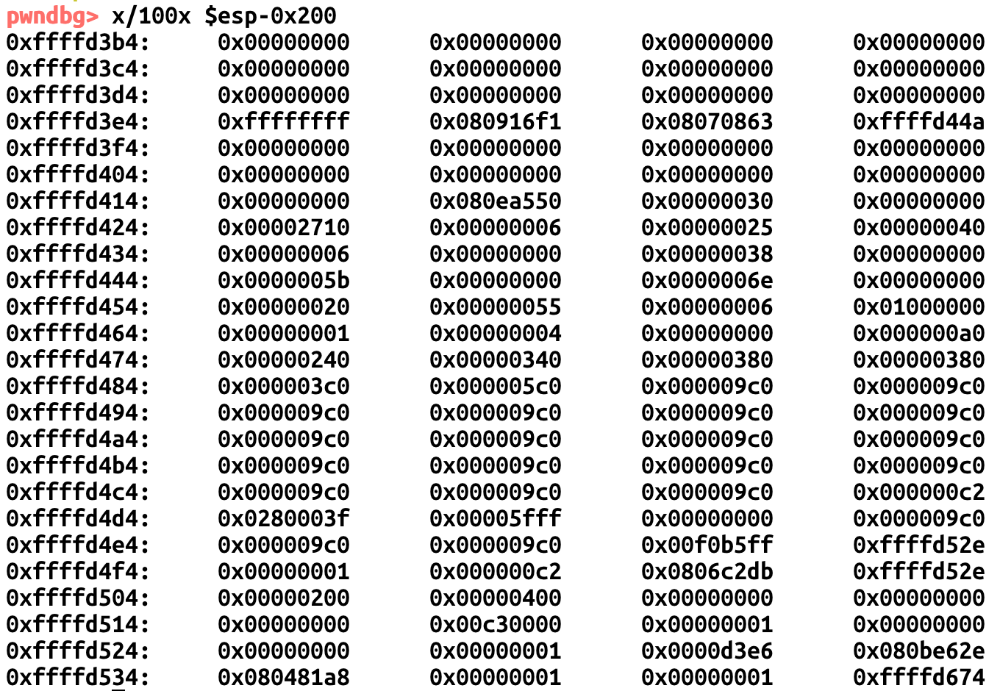 pwndbg> x/100x $esp-0x200
0xffffd3b4: 0x00000000 0x00000000 0x00000000 0x00000000
0xffffd3c4: 0x00000000 0x00000000 0x00000000 0x00000000
0xffffd3d4: 0x00000000 0x00000000 0x00000000 0x00000000
0xffffd3e4: 0xffffffff 0x080916f1 0x08070863 0xffffd44a
0xffffd3f4: 0x00000000 0x00000000 0x00000000 0x00000000
0xffffd404: 0x00000000 0x00000000 0x00000000 0x00000000
0xffffd414: 0x00000000 0x080ea550 0x00000030 0x00000000
0xffffd424: 0x00002710 0x00000006 0x00000025 0x00000040
0xffffd434: 0x00000006 0x00000000 0x00000038 0x00000000
0xffffd444: 0x0000005b 0x00000000 0x0000006e 0x00000000
0xffffd454: 0x00000020 0x00000055 0x00000006 0x01000000
0xffffd464: 0x00000001 0x00000004 0x00000000 0x000000a0
0xffffd474: 0x00000240 0x00000340 0x00000380 0x00000380
0xffffd484: 0x000003c0 0x000005c0 0x000009c0 0x000009c0
0xffffd494: 0x000009c0 0x000009c0 0x000009c0 0x000009c0
0xffffd4a4: 0x000009c0 0x000009c0 0x000009c0 0x000009c0
0xffffd4b4: 0x000009c0 0x000009c0 0x000009c0 0x000009c0
0xffffd4c4: 0x000009c0 0x000009c0 0x000009c0 0x000000c2
0xffffd4d4: 0x0280003f 0x00005fff 0x00000000 0x000009c0
0xffffd4e4: 0x000009c0 0x000009c0 0x00f0b5ff 0xffffd52e
0xffffd4f4: 0x00000001 0x000000c2 0x0806c2db 0xffffd52e
0xffffd504: 0x00000200 0x00000400 0x00000000 0x00000000
0xffffd514: 0x00000000 0x00c30000 0x00000001 0x00000000
0xffffd524: 0x00000000 0x00000001 0x0000d3e6 0x080be62e
0xffffd534: 0x080481a8 0x00000001 0x00000001 0xffffd674